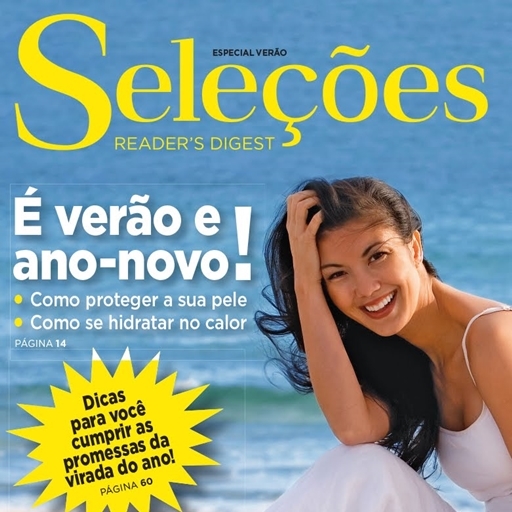 ESPECIAL VERÃO
Seleções
READER'S DIGEST
É verão e
ano-novo!
• Como proteger a sua pele
• Como se hidratar no calor
PÁGINA 14
Dicas
para você
cumprir as
promessas da
virada do ano!
PÁGINA 60